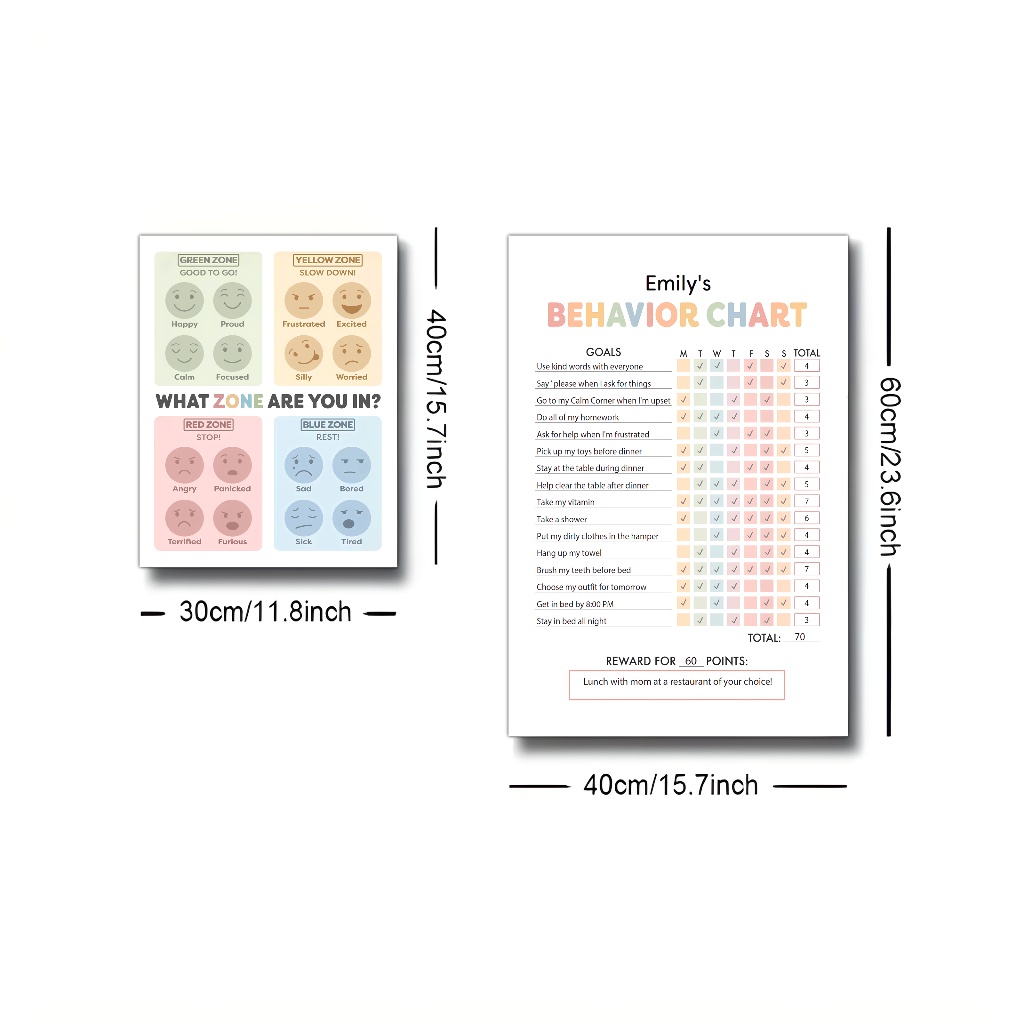 GREEN ZONE
GOOD TO GO!
Happy Proud
Calm Focused
YELLOW ZONE
SLOW DOWN!
Frustrated Excited
Silly Worried
WHAT ZONE ARE YOU IN?
RED ZONE
STOP!
Angry Panicked
Terrified Furious
BLUE ZONE
REST!
Sad Bored
Sick Tired
40cm/15.7inch
30cm/11.8inch
Emily's
BEHAVIOR CHART
GOALS M T W T F S S TOTAL
Use kind words with everyone 4
Say 'please when I ask for things 3
Go to my Calm Corner when I'm upset 3
Do all of my homework 4
Ask for help when I'm frustrated 3
Pick up my toys before dinner 5
Stay at the table during dinner 4
Help clear the table after dinner 5
Take my vitamin 7
Take a shower 6
Put my dirty clothes in the hamper 4
Hang up my towel 4
Brush my teeth before bed 7
Choose my outfit for tomorrow 4
Get in bed by 8:00 PM 4
Stay in bed all night 3
TOTAL: 70
REWARD FOR 60 POINTS:
Lunch with mom at a restaurant of your choice!
60cm/23.6inch
40cm/15.7inch